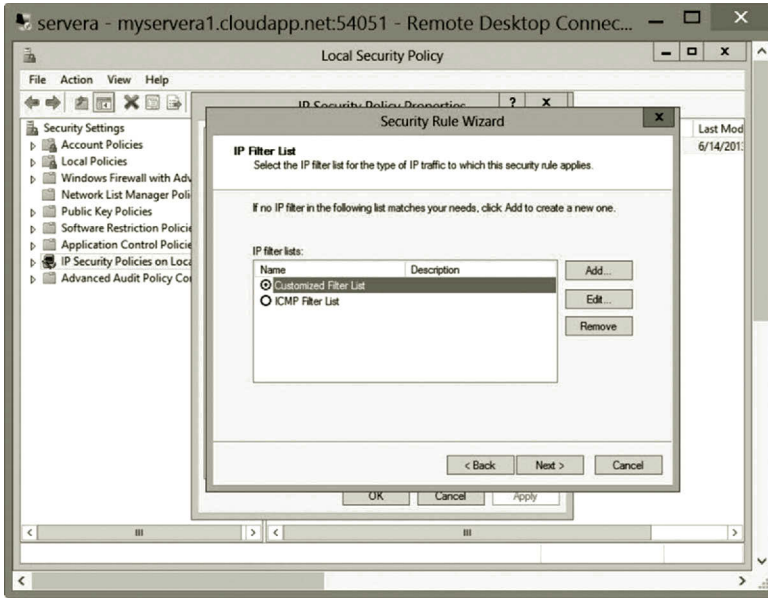 servera - myservera1.cloudapp.net:54051 - Remote Desktop Connec...
Local Security Policy
File Action View Help
IP Security Policy Properties
Security Rule Wizard
Security Settings
Account Policies
Local Policies
Windows Firewall with Adv
Network List Manager Poli
Public Key Policies
Software Restriction Policie
Application Control Policie
IP Security Policies on Loca
Advanced Audit Policy Co
Last Mod
6/14/201
IP Filter List
Select the IP filter list for the type of IP traffic to which this security rule applies.
If no IP filter in the following list matches your needs, click Add to create a new one.
IP filter lists:
Name Description
Customized Filter List
ICMP Filter List
Add...
Edit...
Remove
< Back Next > Cancel
OK Cancel Apply